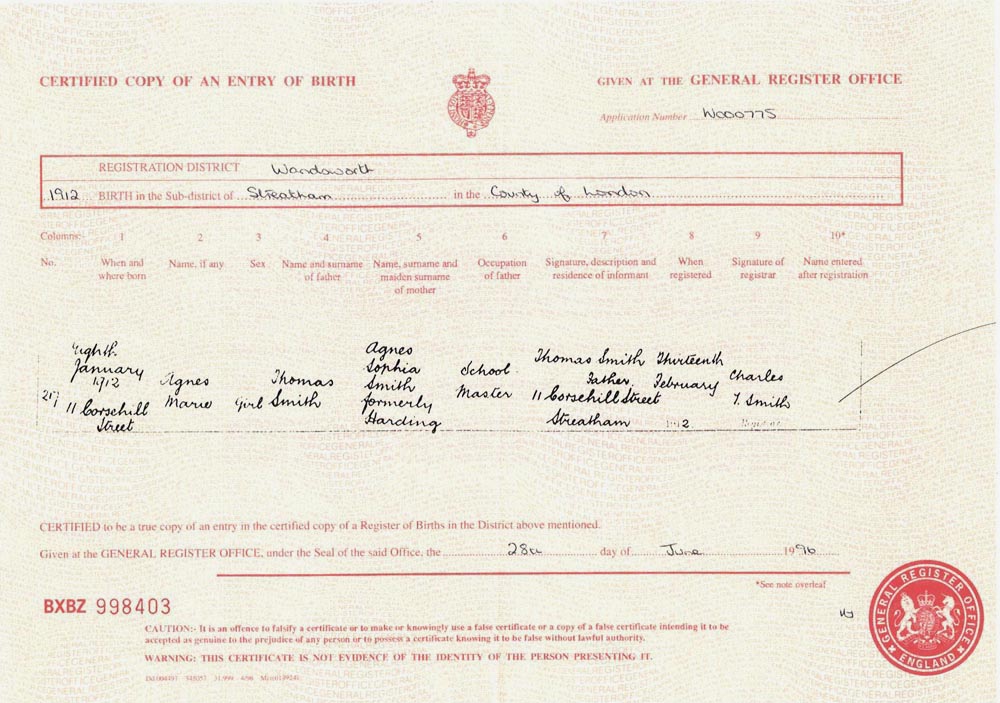 CERTIFIED COPY OF AN ENTRY OF BIRTH
GIVEN AT THE GENERAL REGISTER OFFICE
Application Number W000775
REGISTRATION DISTRICT Wandsworth
1912 BIRTH in the Sub-district of Streatham in the County of London
Columns:- 1 2 3 4 5 6 7 8 9 10*
No. When and where born
Name, if any
Sex
Name and surname of father
Name, surname and maiden surname of mother
Occupation of father
Signature, description and residence of informant
When registered
Signature of registrar
Name entered after registration
217
Eighth
January
1912
11 Corsehill
Street
Agnes
Marie
Girl
Thomas
Smith
Agnes
Sophia
Smith
formerly
Harding
School
Master
Thomas Smith
Father
11 Corsehill Street
Streatham
Thirteenth
February
1912
Charles
T. Smith
CERTIFIED to be a true copy of an entry in the certified copy of a Register of Births in the District above mentioned.
Given at the GENERAL REGISTER OFFICE, under the Seal of the said Office, the 28th day of June 1996
*See note overleaf
BXBZ 998403
CAUTION:- It is an offence to falsify a certificate or to make or knowingly use a false certificate or a copy of a false certificate intending it to be
accepted as genuine to the prejudice of any person or to possess a certificate knowing it to be false without lawful authority.
WARNING: THIS CERTIFICATE IS NOT EVIDENCE OF THE IDENTITY OF THE PERSON PRESENTING IT.
GENERAL REGISTER OFFICE
ENGLAND